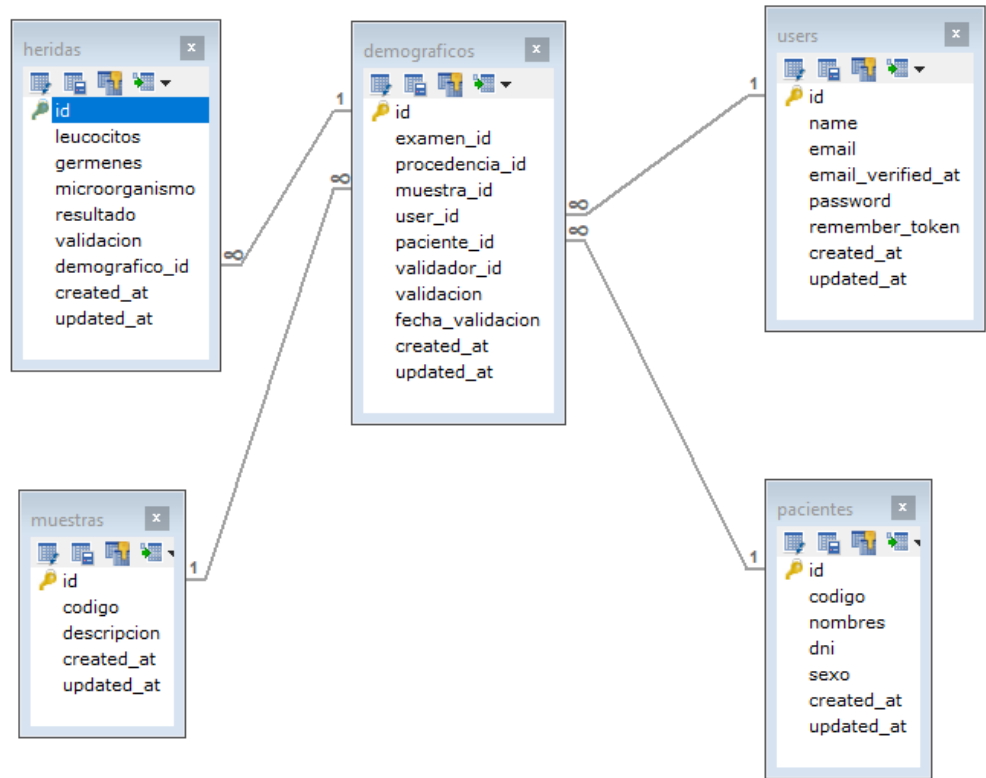 heridas
x
id
leucocitos
germenes
microorganismo
resultado
validacion
demografico_id
created_at
updated_at
demograficos
x
id
examen_id
procedencia_id
muestra_id
user_id
paciente_id
validador_id
validacion
fecha_validacion
created_at
updated_at
users
x
id
name
email
email_verified_at
password
remember_token
created_at
updated_at
muestras
x
id
codigo
descripcion
created_at
updated_at
pacientes
x
id
codigo
nombres
dni
sexo
created_at
updated_at
1
∞
∞
1
1
∞
∞
1